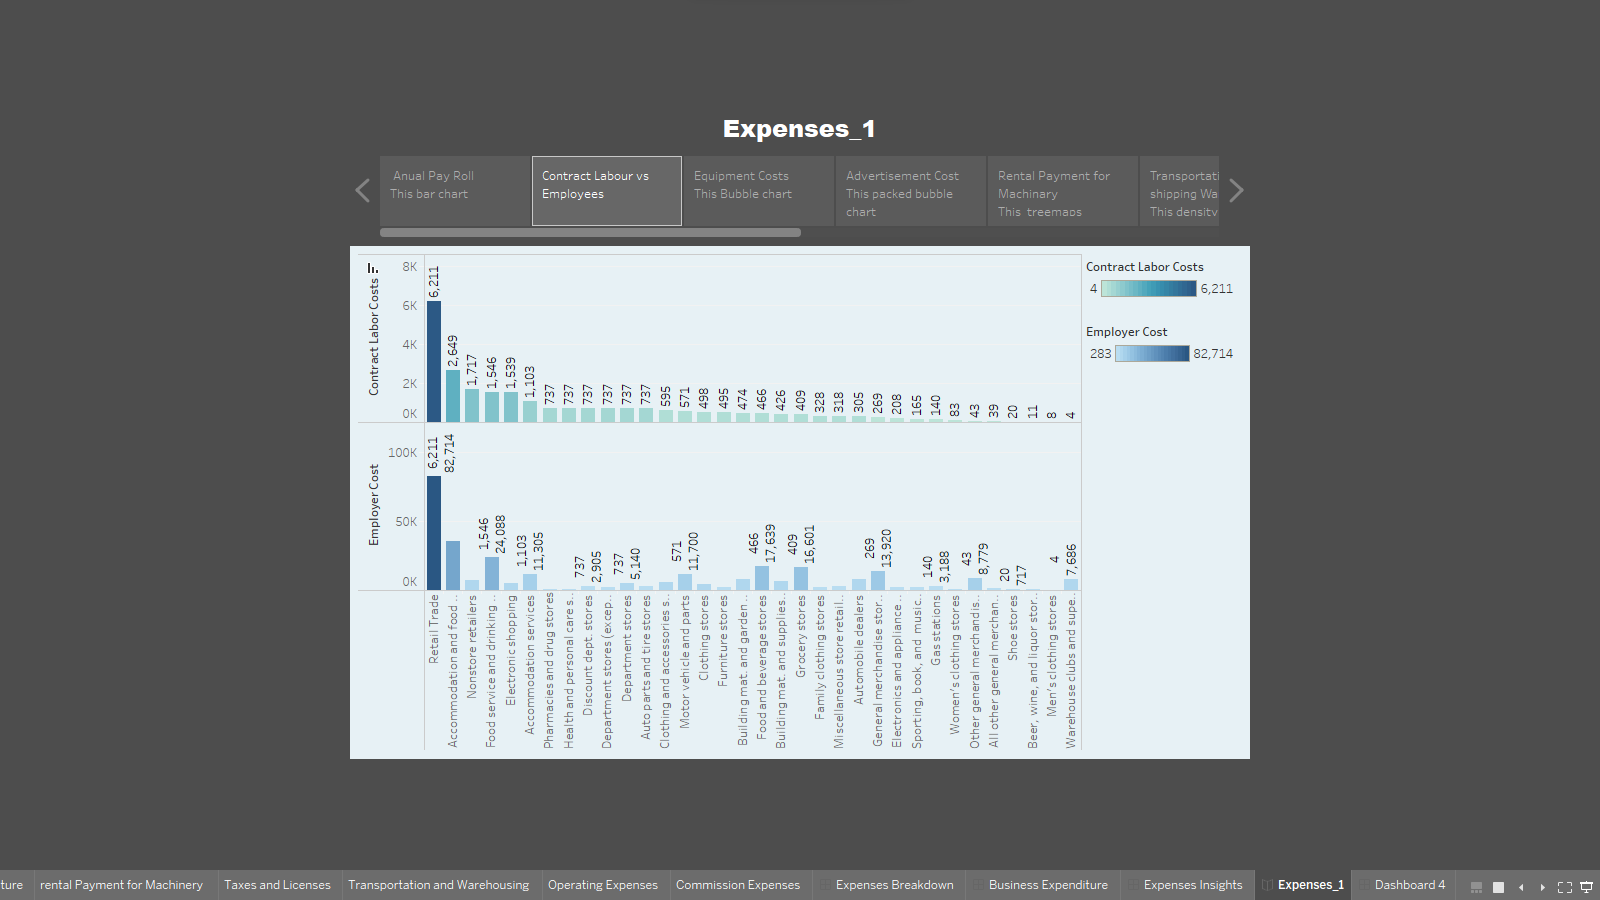 Expenses_1
Anual Pay Roll
This bar chart
Contract Labour vs
Employees
Equipment Costs
This Bubble chart
Advertisement Cost
This packed bubble
chart
Rental Payment for
Machinary
This treemaps
Transportati
shipping Wa
This density
Contract Labor Costs
8K
6K
4K
2K
0K
6,211
2,649
1,717
1,546
1,539
1,103
737
737
737
737
737
737
595
571
498
495
474
466
426
409
328
318
305
269
208
165
140
83
43
39
20
11
8
4
Employer Cost
100K
50K
0K
6,211
82,714
1,546
24,088
1,103
11,305
737
2,905
737
5,140
571
11,700
466
17,639
409
16,601
269
13,920
140
3,188
43
8,779
20
717
4
7,686
Retail Trade
Accommodation and food ..
Nonstore retailers
Food service and drinking ..
Electronic shopping
Accommodation services
Pharmacies and drug stores
Health and personal care s..
Discount dept. stores
Department stores (excep..
Department stores
Auto parts and tire stores
Clothing and accessories s..
Motor vehicle and parts
Clothing stores
Furniture stores
Building mat. and garden ..
Food and beverage stores
Building mat. and supplies..
Grocery stores
Family clothing stores
Miscellaneous store retail..
Automobile dealers
General merchandise stor..
Electronics and appliance ..
Sporting, book, and music..
Gas stations
Women's clothing stores
Other general merchandis..
All other general merchan..
Shoe stores
Beer, wine, and liquor stor..
Men's clothing stores
Warehouse clubs and supe..
Contract Labor Costs
4 6,211
Employer Cost
283 82,714
ture
rental Payment for Machinery
Taxes and Licenses
Transportation and Warehousing
Operating Expenses
Commission Expenses
Expenses Breakdown
Business Expenditure
Expenses Insights
Expenses_1
Dashboard 4